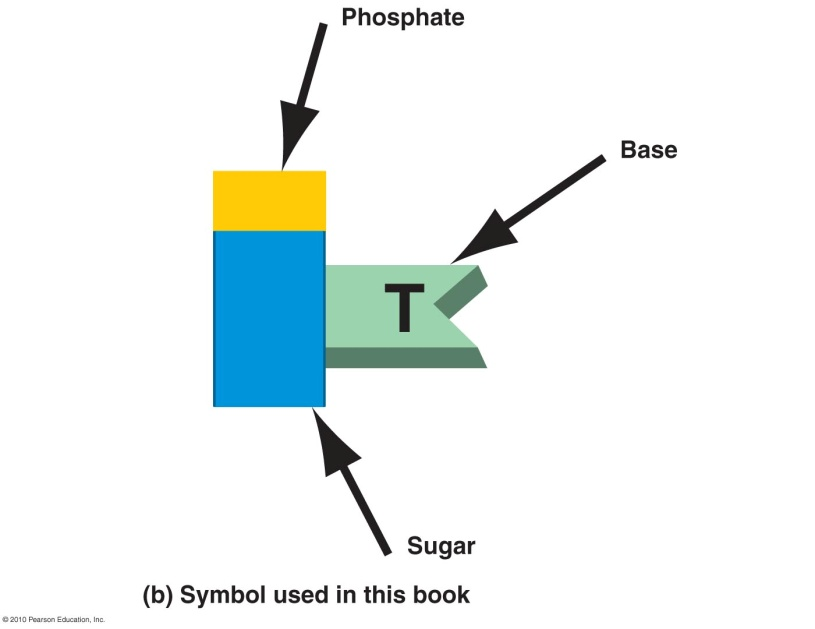 Phosphate
Base
T
Sugar
(b) Symbol used in this book
© 2010 Pearson Education, Inc.